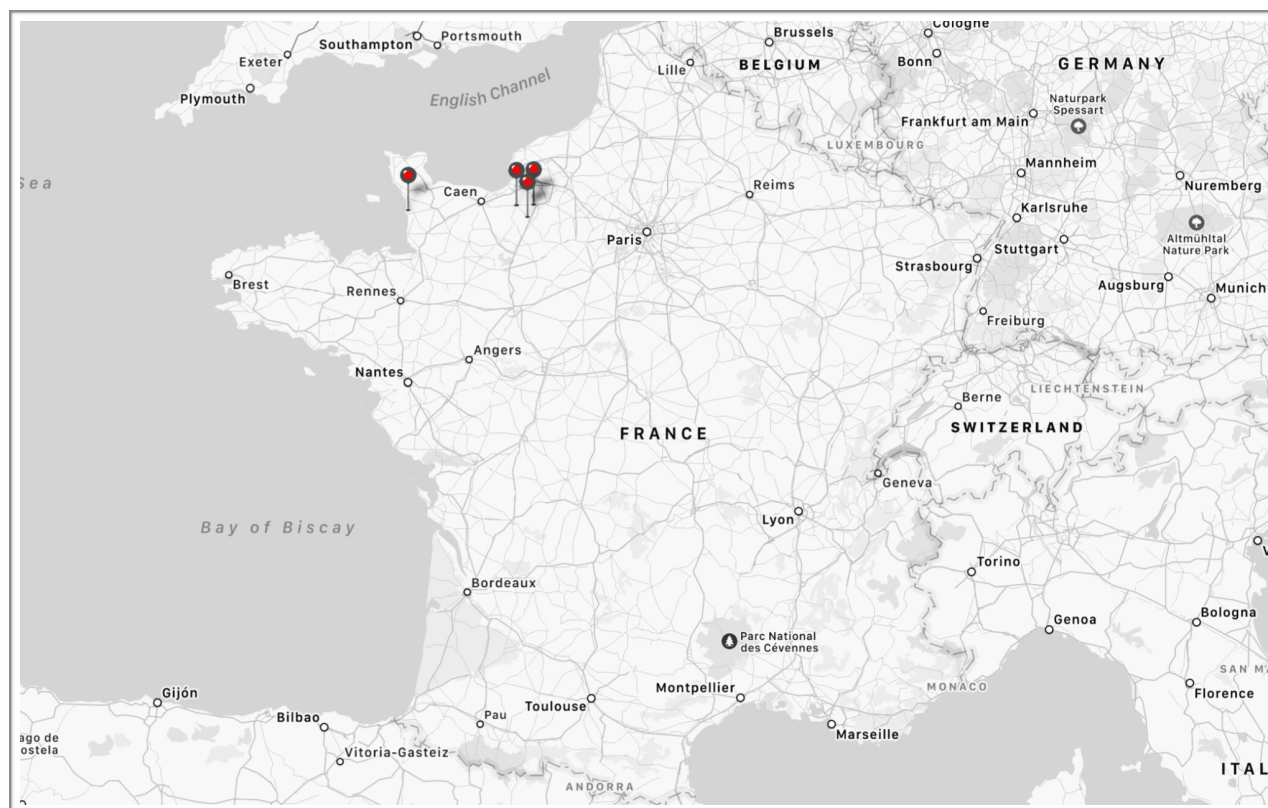 Cologne
Southampton
Portsmouth
Brussels
Exeter
Lille
BELGIUM
Bonn
GERMANY
Plymouth
English Channel
Naturpark
Spessart
Frankfurt am Main
LUXEMBOURG
Mannheim
Sea
Caen
Reims
Nuremberg
Karlsruhe
Paris
Stuttgart
Altmühltal
Nature Park
Strasbourg
Brest
Rennes
Augsburg
Munich
Freiburg
Angers
Nantes
LIECHTENSTEIN
Berne
FRANCE
SWITZERLAND
Geneva
Lyon
Bay of Biscay
V
Torino
Bordeaux
Genoa
Bologna
Parc National
des Cévennes
SAN MA
Montpellier
MONACO
Gijón
Florence
Toulouse
Bilbao
Pau
Marseille
ago de
ostela
Vitoria-Gasteiz
ITAL
ANDORRA